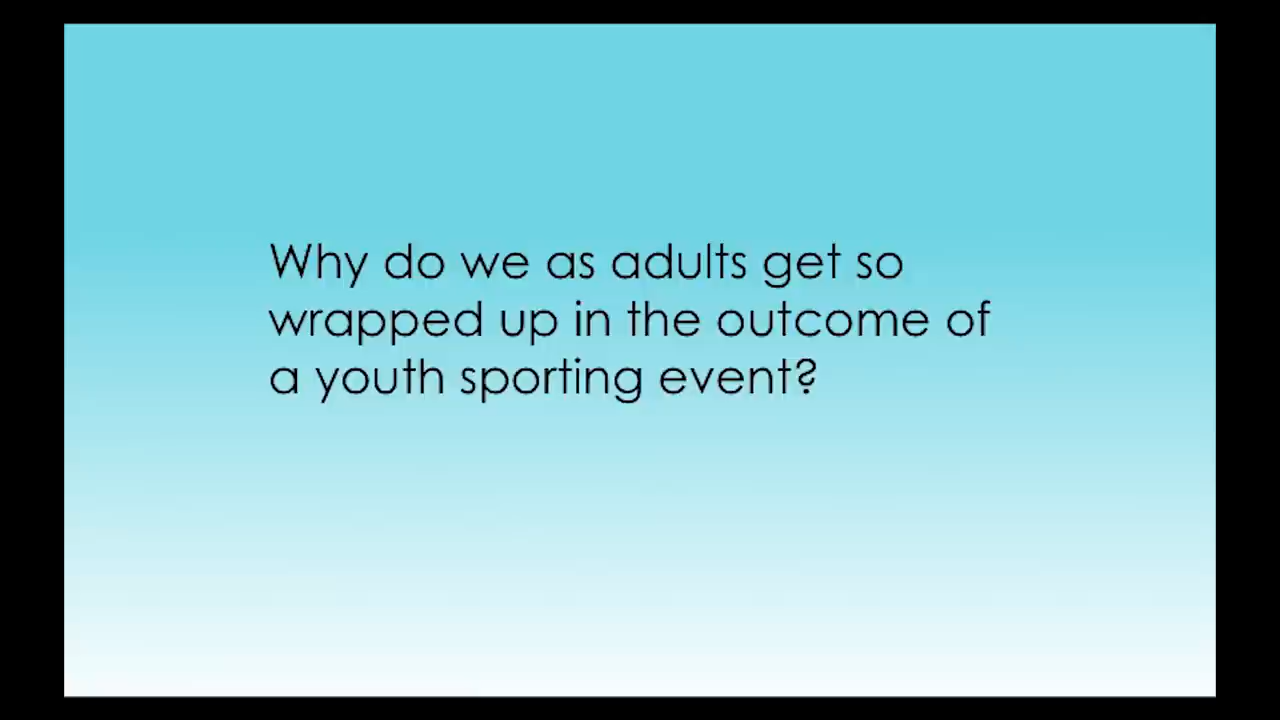 Why do we as adults get so
wrapped up in the outcome of
a youth sporting event?